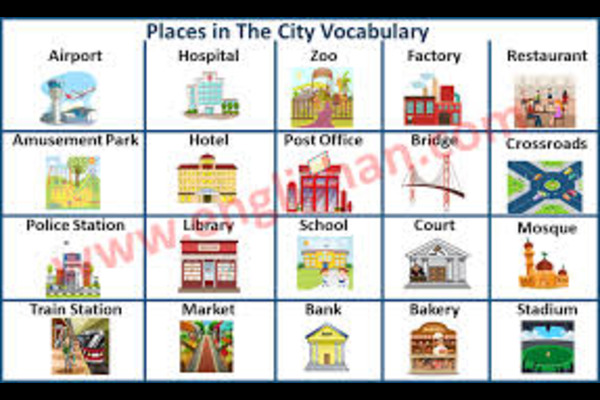 Places in The City Vocabulary
Airport Hospital Zoo Factory Restaurant
Amusement Park Hotel Post Office Bridge Crossroads
Police Station Library School Court Mosque
Train Station Market Bank Bakery Stadium
www.engliman.com